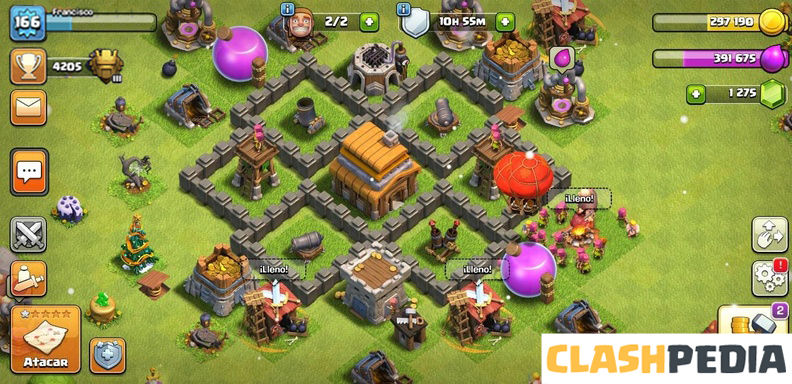 166
francisco
2/2
10h 55m
297 190
4205
III
391 675
1 275
¡Lleno!
¡Lleno!
¡Lleno!
!
2
Atacar
CLASHPEDIA